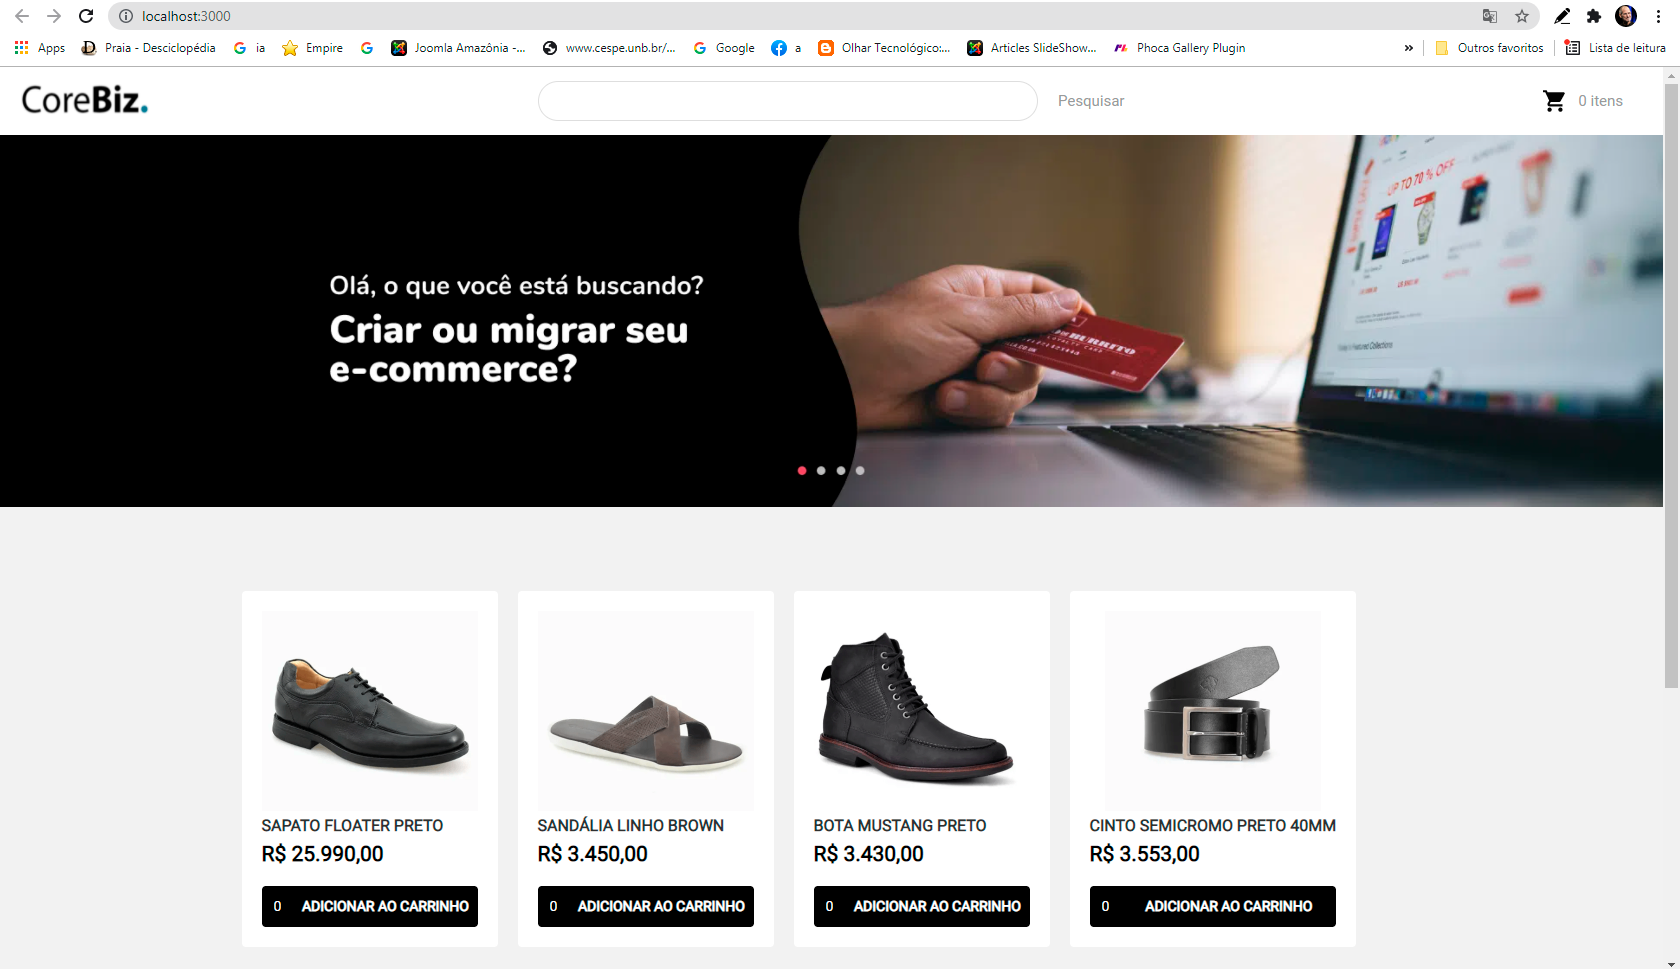 localhost:3000
Apps Praia - Desciclopédia ia Empire Joomla Amazônia -... www.cespe.unb.br/... Google a Olhar Tecnológico:... Articles SlideShow... Phoca Gallery Plugin » Outros favoritos Lista de leitura
CoreBiz. Pesquisar 0 itens
UP TO 70 % OFF
Olá, o que você está buscando?
Criar ou migrar seu
e-commerce?
BURRITO
SAPATO FLOATER PRETO
R$ 25.990,00
0 ADICIONAR AO CARRINHO
SANDÁLIA LINHO BROWN
R$ 3.450,00
0 ADICIONAR AO CARRINHO
BOTA MUSTANG PRETO
R$ 3.430,00
0 ADICIONAR AO CARRINHO
CINTO SEMICROMO PRETO 40MM
R$ 3.553,00
0 ADICIONAR AO CARRINHO